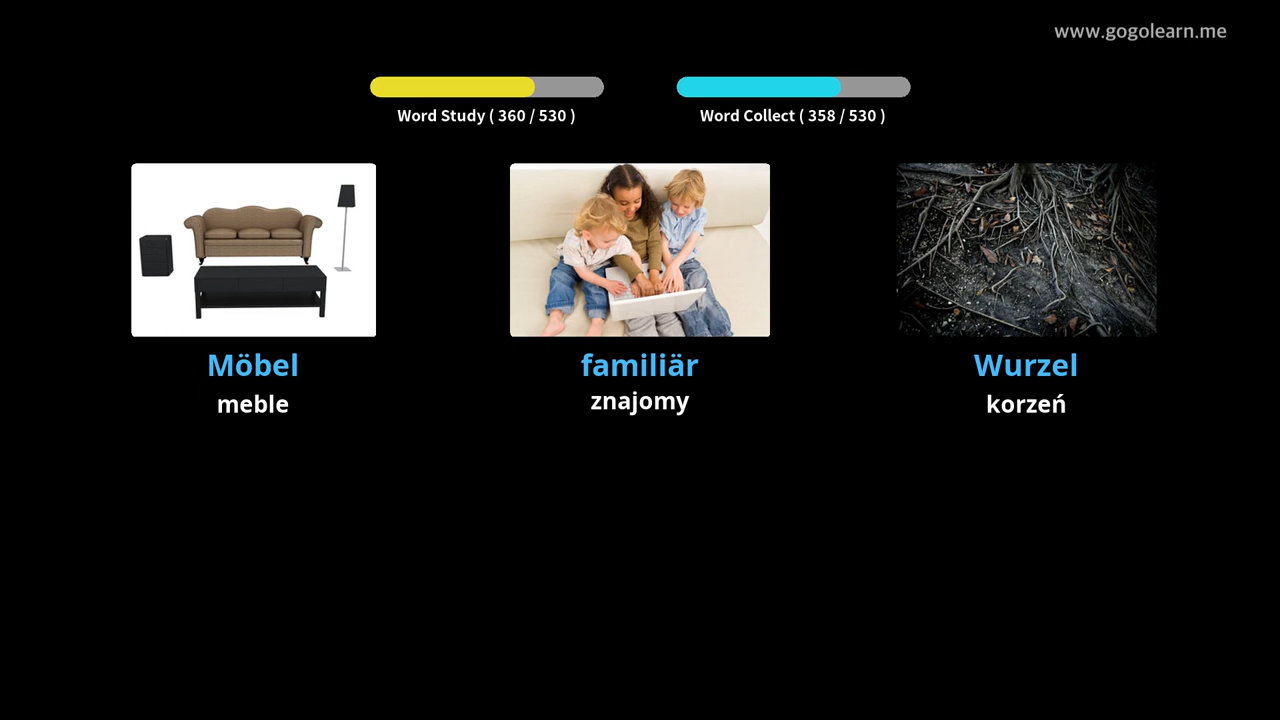 www.gogolearn.me
Word Study ( 360 / 530 )
Word Collect ( 358 / 530 )
Möbel
familiär
Wurzel
meble
znajomy
korzeń